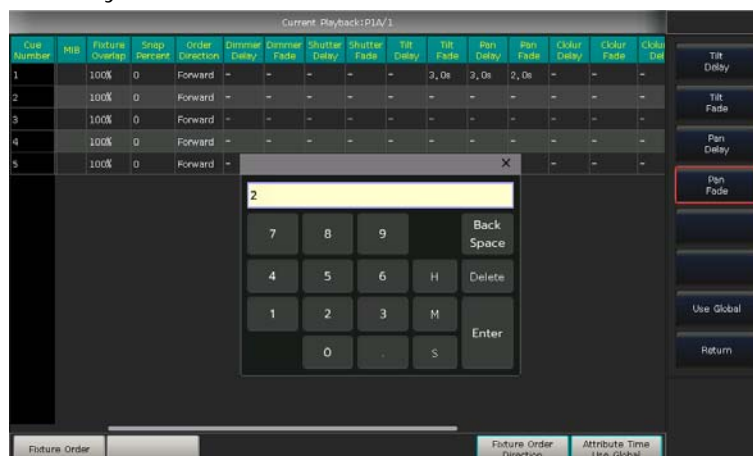 Current Playback:P1A/1
Cue Number MIB Fixture Overlap Snap Percent Order Direction Dimmer Delay Dimmer Fade Shutter Delay Shutter Fade Tilt Delay Tilt Fade Pan Delay Pan Fade Clolur Delay Clolur Fade Clolu Del
1 100% 0 Forward - - - - - 3.0s 3.0s 2.0s - - -
2 100% 0 Forward - - - - - - - - - - -
3 100% 0 Forward - - - - - - - - - - -
4 100% 0 Forward - - - - - - - - - - -
5 100% 0 Forward - - - -
X
2
7 8 9 Back Space
4 5 6 H Delete
1 2 3 M Enter
0 . S
Tilt Delay
Tilt Fade
Pan Delay
Pan Fade
Use Global
Return
Fixture Order
Fixture Order Direction
Attribute Time Use Global